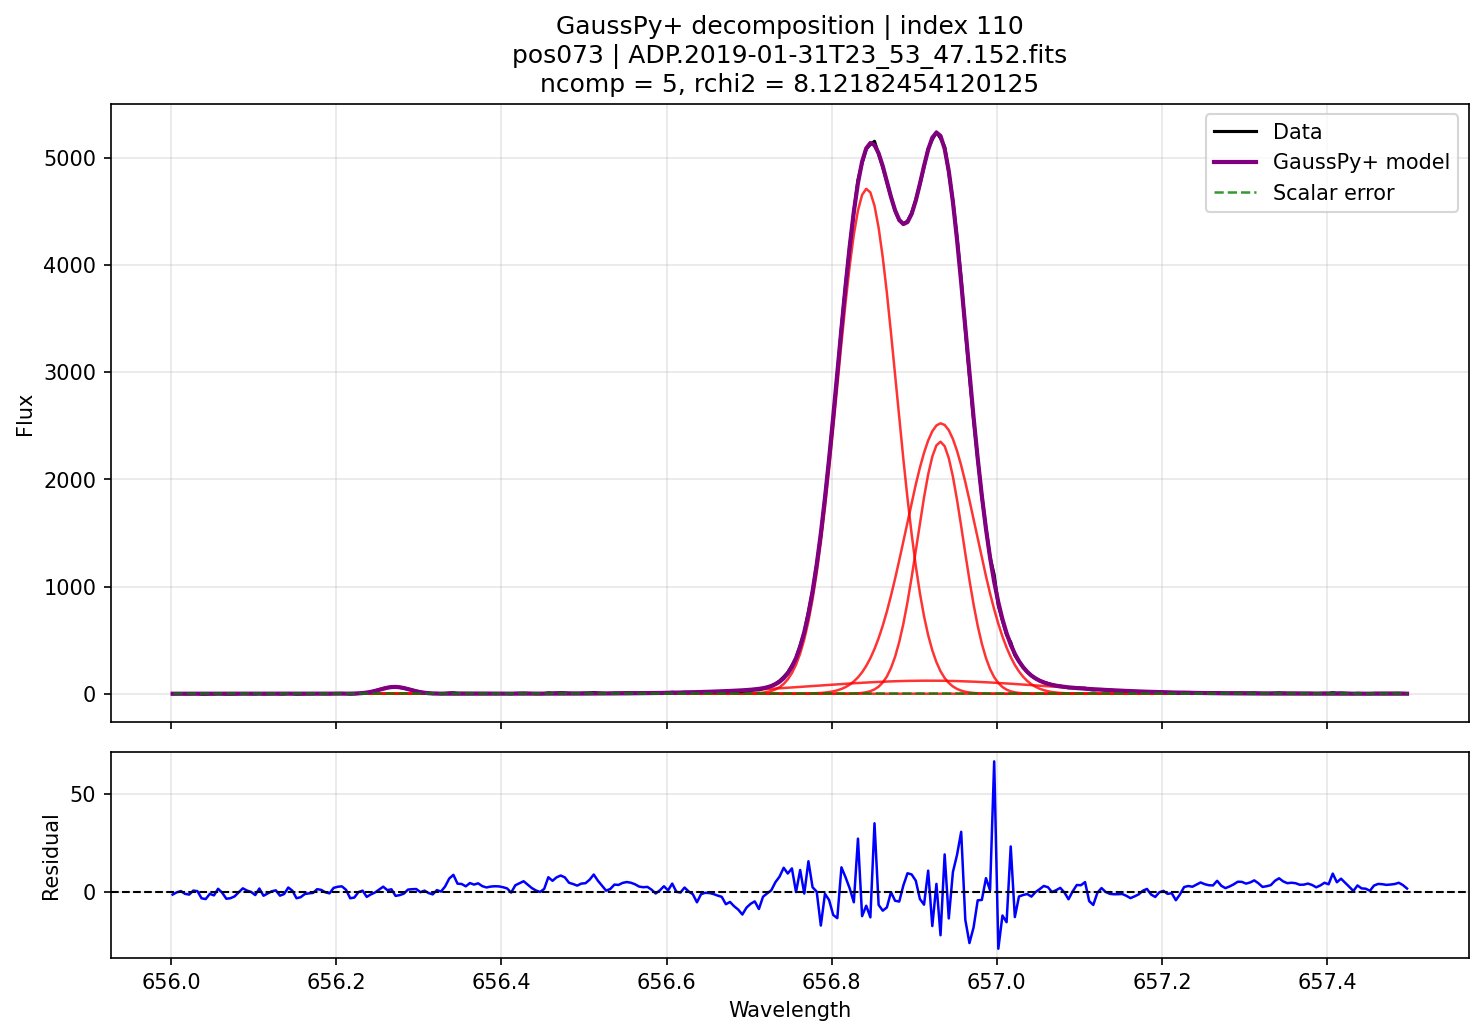 GaussPy+ decomposition | index 110
pos073 | ADP.2019-01-31T23_53_47.152.fits
ncomp = 5, rchi2 = 8.12182454120125
Data
GaussPy+ model
Scalar error
Flux
5000
4000
3000
2000
1000
0
Residual
50
0
656.0 656.2 656.4 656.6 656.8 657.0 657.2 657.4
Wavelength